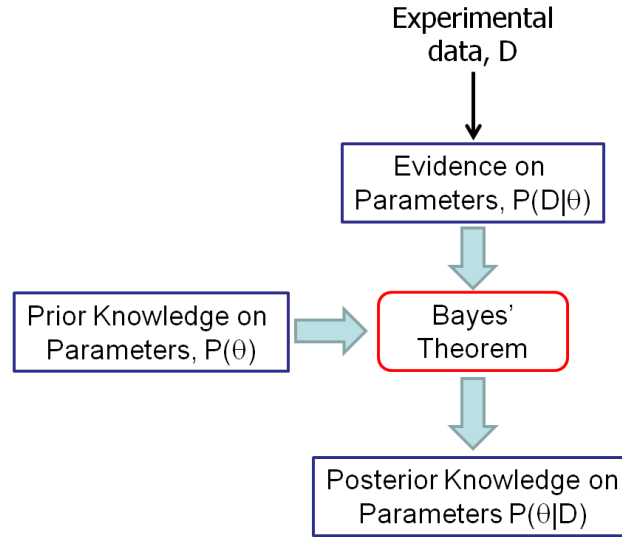 Experimental
data, D
Evidence on
Parameters, P(D|θ)
Prior Knowledge on
Parameters, P(θ)
Bayes'
Theorem
Posterior Knowledge on
Parameters P(θ|D)